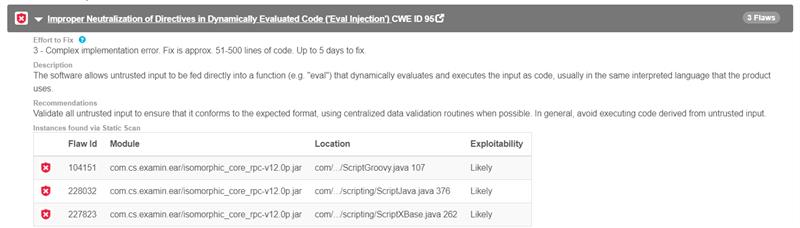 Improper Neutralization of Directives in Dynamically Evaluated Code ('Eval Injection') CWE ID 95 3 Flaws
Effort to Fix ?
3 - Complex implementation error. Fix is approx. 51-500 lines of code. Up to 5 days to fix.
Description
The software allows untrusted input to be fed directly into a function (e.g. "eval") that dynamically evaluates and executes the input as code, usually in the same interpreted language that the product
uses.
Recommendations
Validate all untrusted input to ensure that it conforms to the expected format, using centralized data validation routines when possible. In general, avoid executing code derived from untrusted input.
Instances found via Static Scan
Flaw Id Module Location Exploitability
104151 com.cs.examin.ear/isomorphic_core_rpc-v12.0p.jar com/.../ScriptGroovy.java 107 Likely
228032 com.cs.examin.ear/isomorphic_core_rpc-v12.0p.jar com/.../scripting/ScriptJava.java 376 Likely
227823 com.cs.examin.ear/isomorphic_core_rpc-v12.0p.jar com/.../scripting/ScriptXBase.java 262 Likely